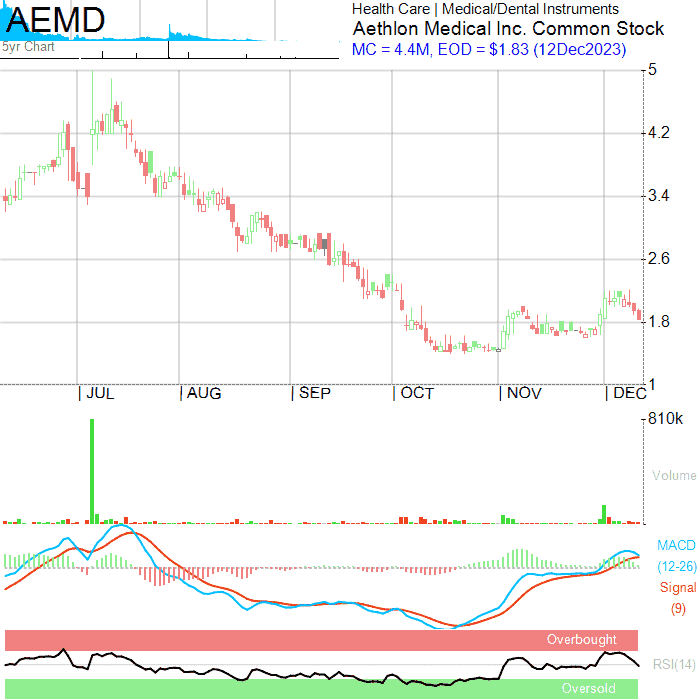 AEMD
5yr Chart
Health Care | Medical/Dental Instruments
Aethlon Medical Inc. Common Stock
MC = 4.4M, EOD = $1.83 (12Dec2023)
5
4.2
3.4
2.6
1.8
1
JUL AUG SEP OCT NOV DEC
810k
Volume
MACD
(12-26)
Signal
(9)
Overbought
RSI(14)
Oversold